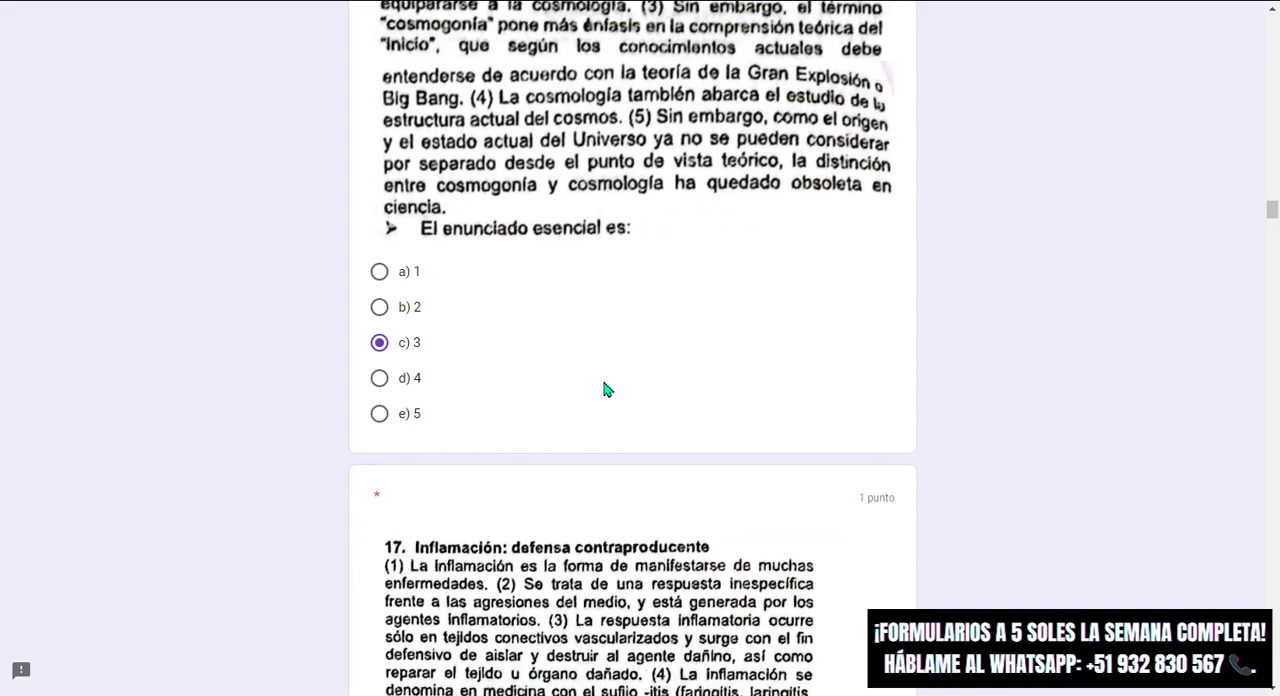 equipararse a la cosmología. (3) Sin embargo, el término
"cosmogonía" pone más énfasis en la comprensión teórica del
"Inicio", que según los conocimientos actuales debe
entenderse de acuerdo con la teoría de la Gran Explosión o
Big Bang. (4) La cosmología también abarca el estudio de la
estructura actual del cosmos. (5) Sin embargo, como el origen
y el estado actual del Universo ya no se pueden considerar
por separado desde el punto de vista teórico, la distinción
entre cosmogonía y cosmología ha quedado obsoleta en
ciencia.
➢ El enunciado esencial es:
a) 1
b) 2
c) 3
d) 4
e) 5
*
1 punto
17. Inflamación: defensa contraproducente
(1) La Inflamación es la forma de manifestarse de muchas
enfermedades. (2) Se trata de una respuesta inespecífica
frente a las agresiones del medio, y está generada por los
agentes inflamatorios. (3) La respuesta inflamatoria ocurre
sólo en tejidos conectivos vascularizados y surge con el fin
defensivo de aislar y destruir al agente dañino, así como
reparar el tejido u órgano dañado. (4) La inflamación se
denomina en medicina con el sufijo -itis (faringitis, laringitis,
¡FORMULARIOS A 5 SOLES LA SEMANA COMPLETA!
HÁBLAME AL WHATSAPP: +51 932 830 567 📞.